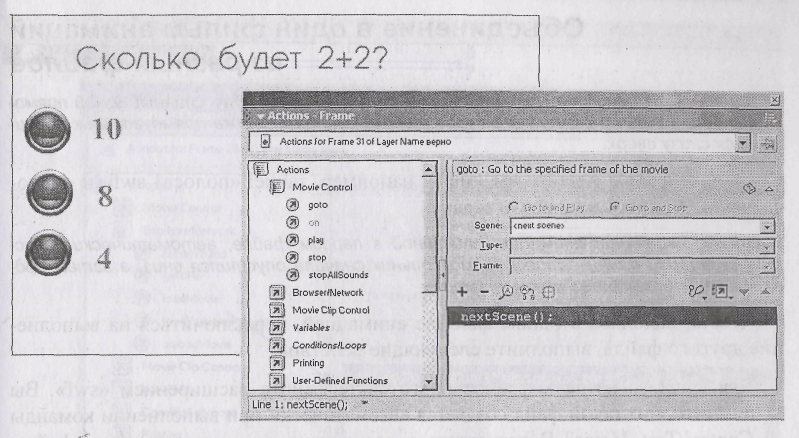 Сколько будет 2+2?
10
8
4
Actions - Frame
Actions for Frame 31 of Layer Name верно
Actions
Movie Control
goto
on
play
stop
stopAllSounds
Browser/Network
Movie Clip Control
Variables
Conditions/Loops
Printing
User-Defined Functions
goto : Go to the specified frame of the movie
Go to and Play Go to and Stop
Scene: <next scene>
Type:
Frame:
nextScene();
Line 1: nextScene();